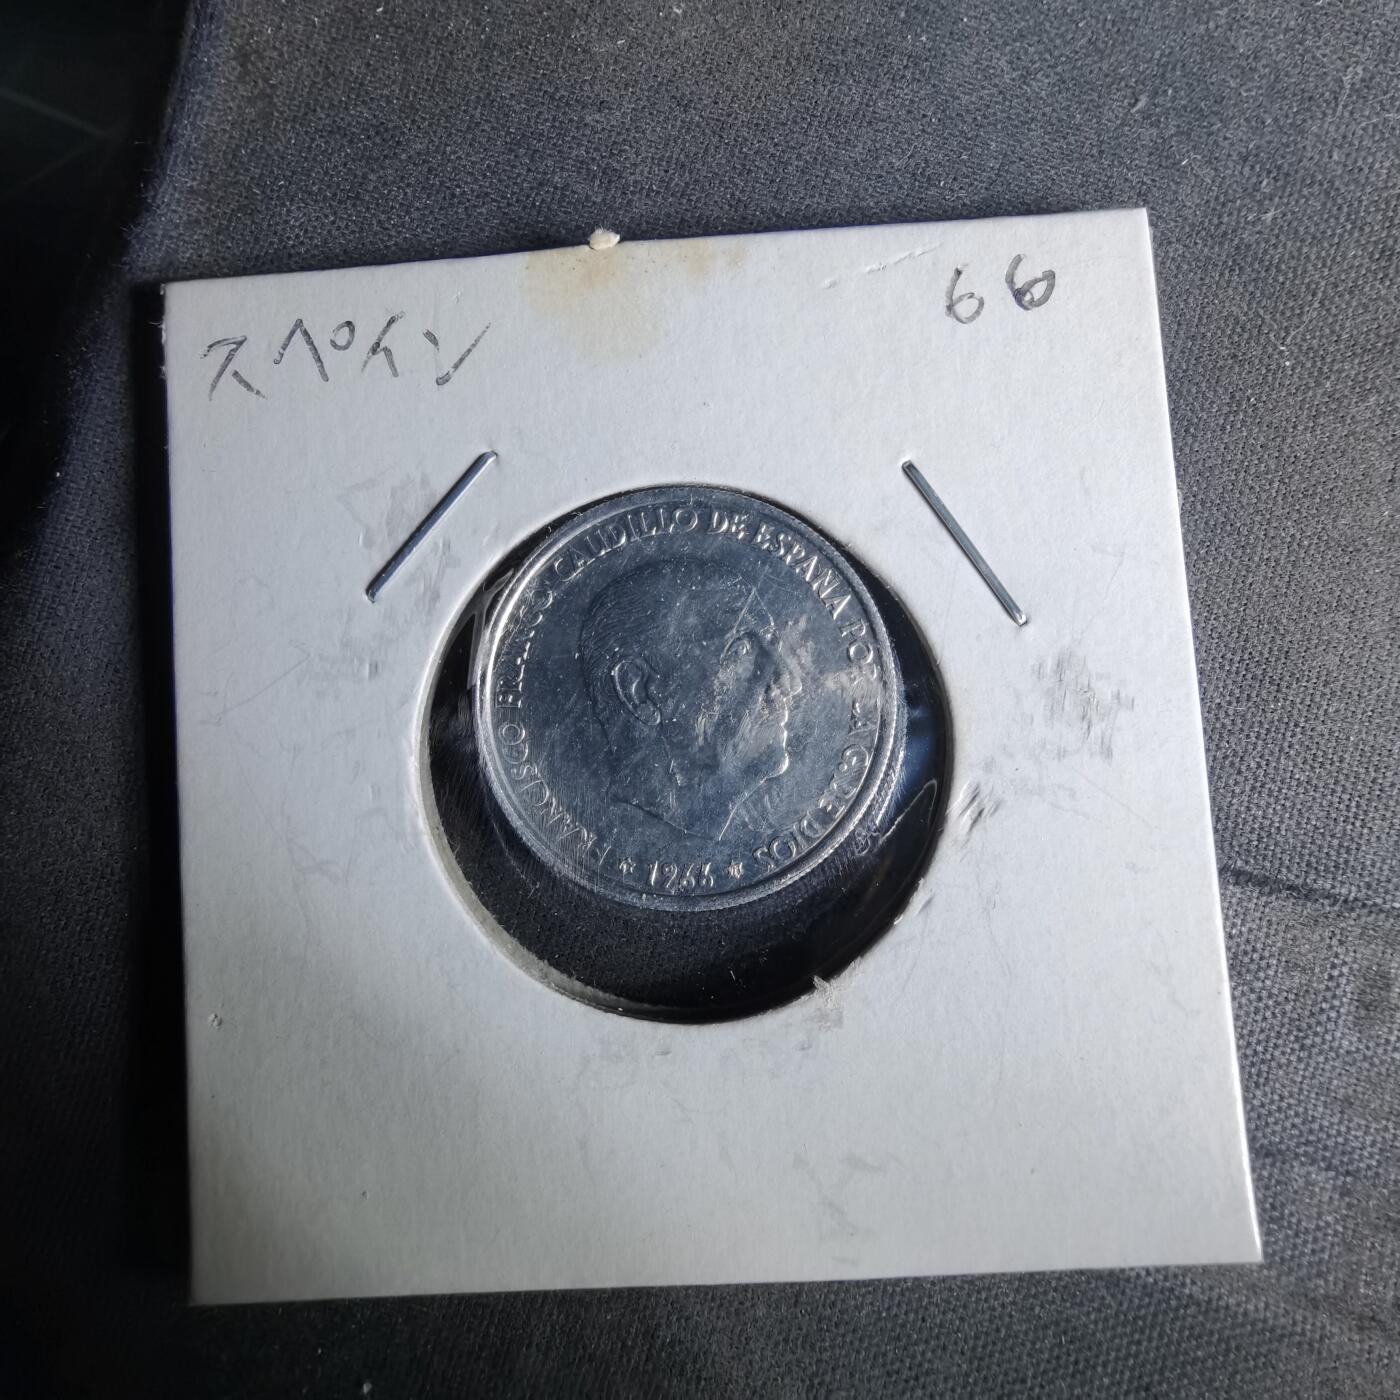 スペイン 66
FRANCISCO FRANCO CAUDILLO DE ESPAÑA POR LA G. DE DIOS
* 1966 *